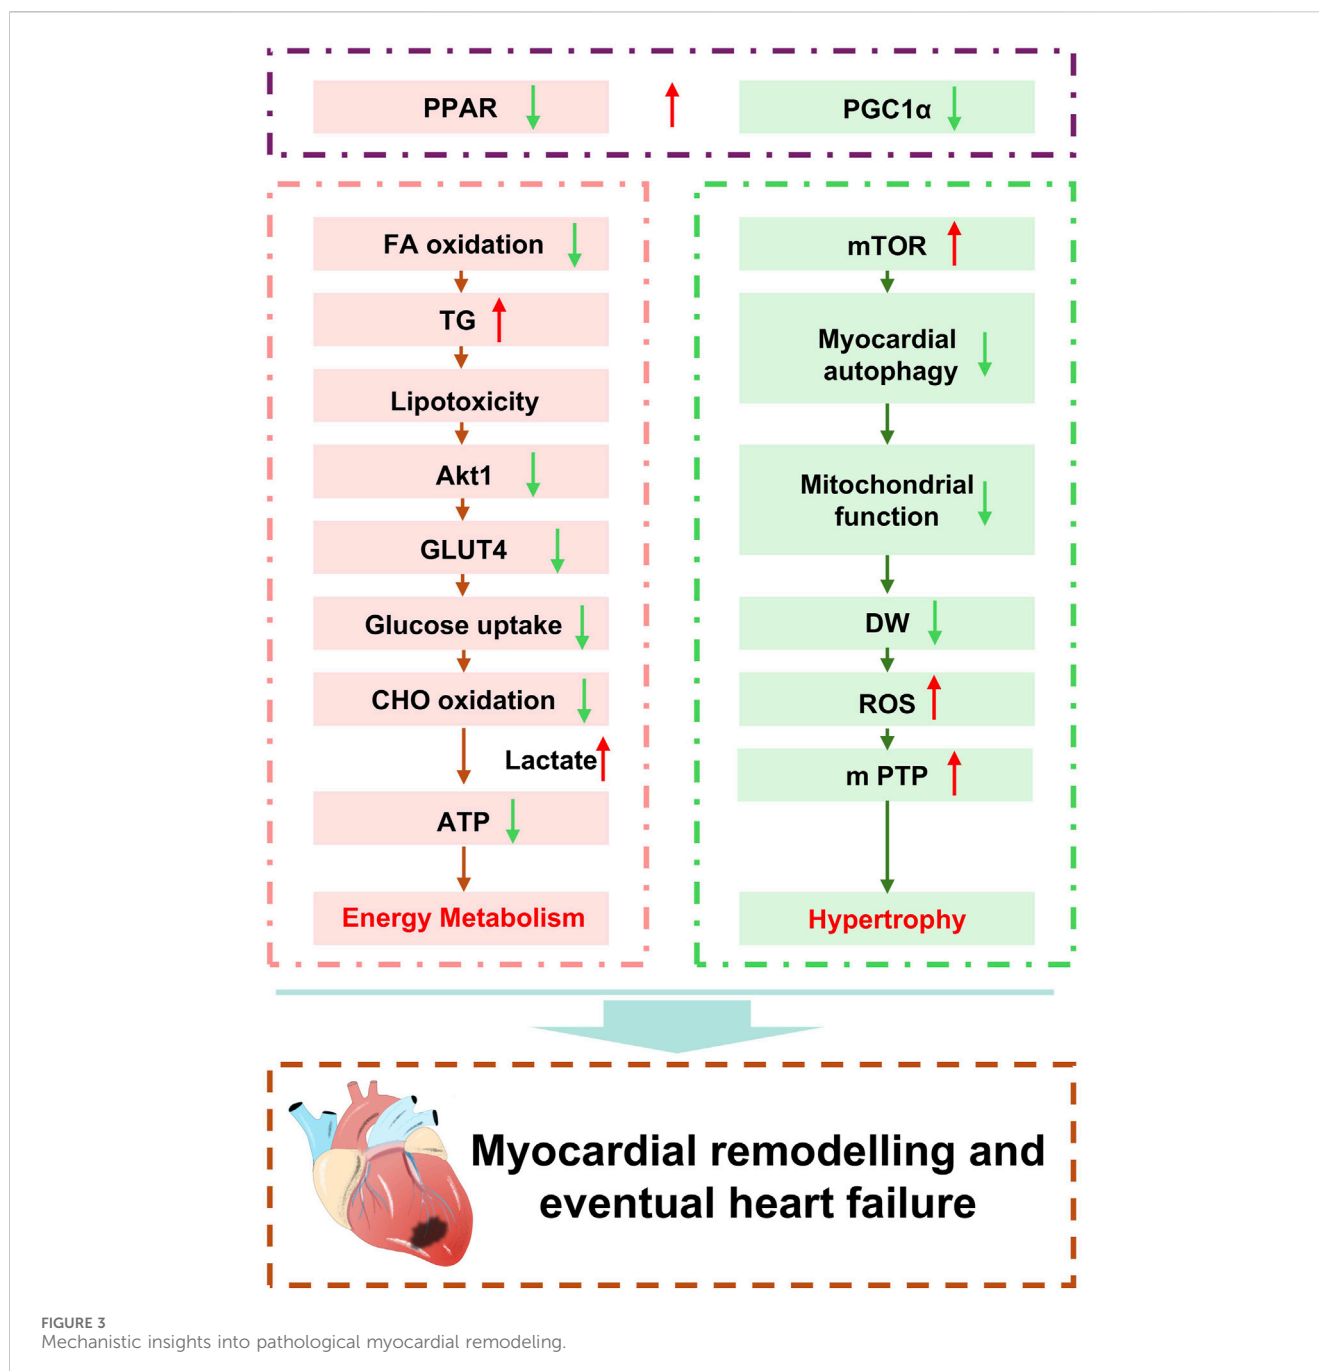 PPAR
PGC1α
FA oxidation
TG
Lipotoxicity
Akt1
GLUT4
Glucose uptake
CHO oxidation
Lactate
ATP
Energy Metabolism
mTOR
Myocardial
autophagy
Mitochondrial
function
DW
ROS
m PTP
Hypertrophy
Myocardial remodelling and
eventual heart failure
FIGURE 3
Mechanistic insights into pathological myocardial remodeling.